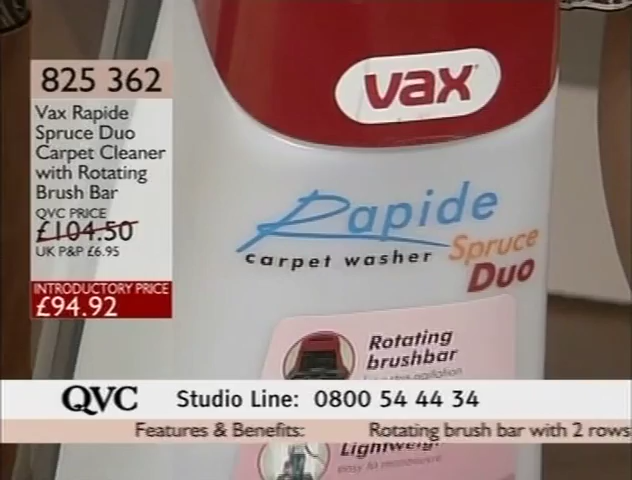 825 362
Vax Rapide
Spruce Duo
Carpet Cleaner
with Rotating
Brush Bar
QVC PRICE
£104.50
UK P&P £6.95
INTRODUCTORY PRICE
£94.92
vax
Rapide
carpet washer
Spruce
Duo
Rotating
brushbar
Lightweight
QVC Studio Line: 0800 54 44 34
Features & Benefits: Rotating brush bar with 2 rows